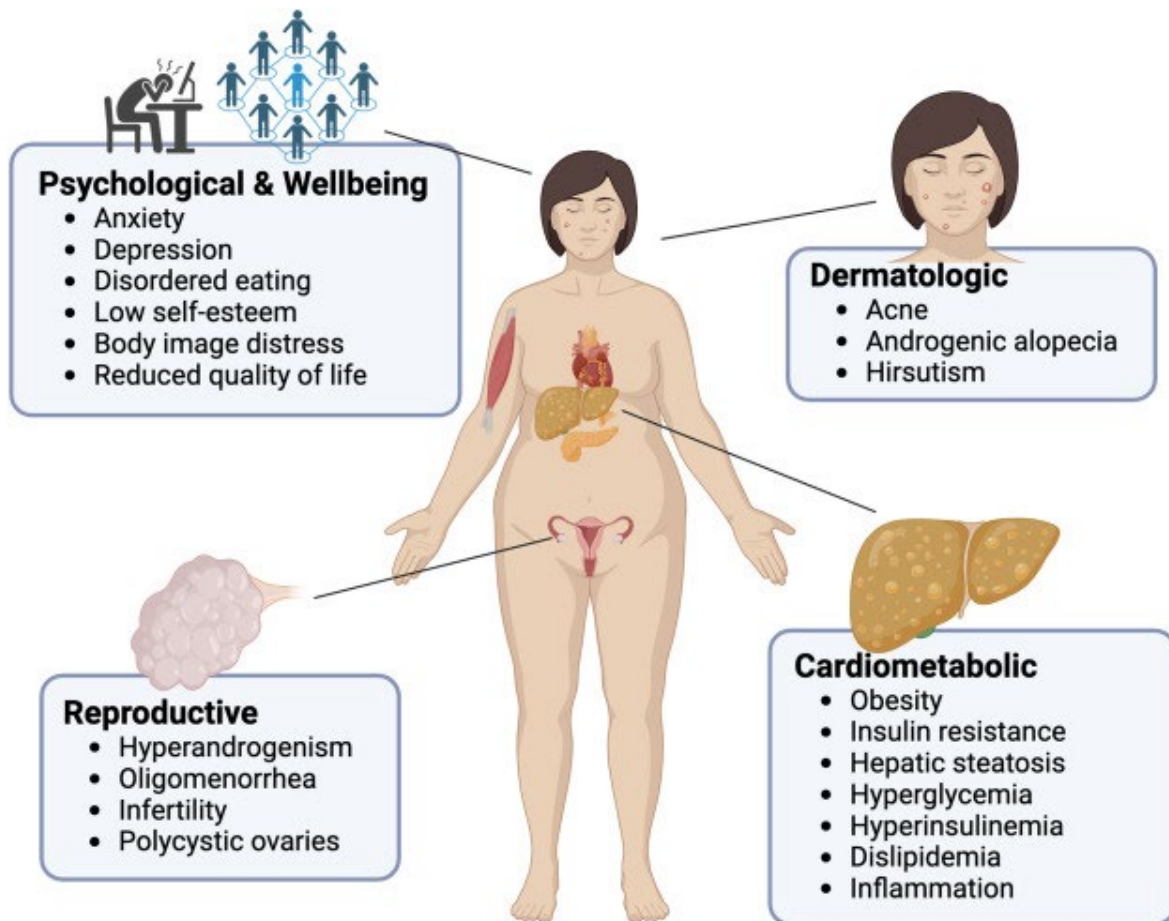 Psychological & Wellbeing
• Anxiety
• Depression
• Disordered eating
• Low self-esteem
• Body image distress
• Reduced quality of life
Dermatologic
• Acne
• Androgenic alopecia
• Hirsutism
Reproductive
• Hyperandrogenism
• Oligomenorrhea
• Infertility
• Polycystic ovaries
Cardiometabolic
• Obesity
• Insulin resistance
• Hepatic steatosis
• Hyperglycemia
• Hyperinsulinemia
• Dislipidemia
• Inflammation